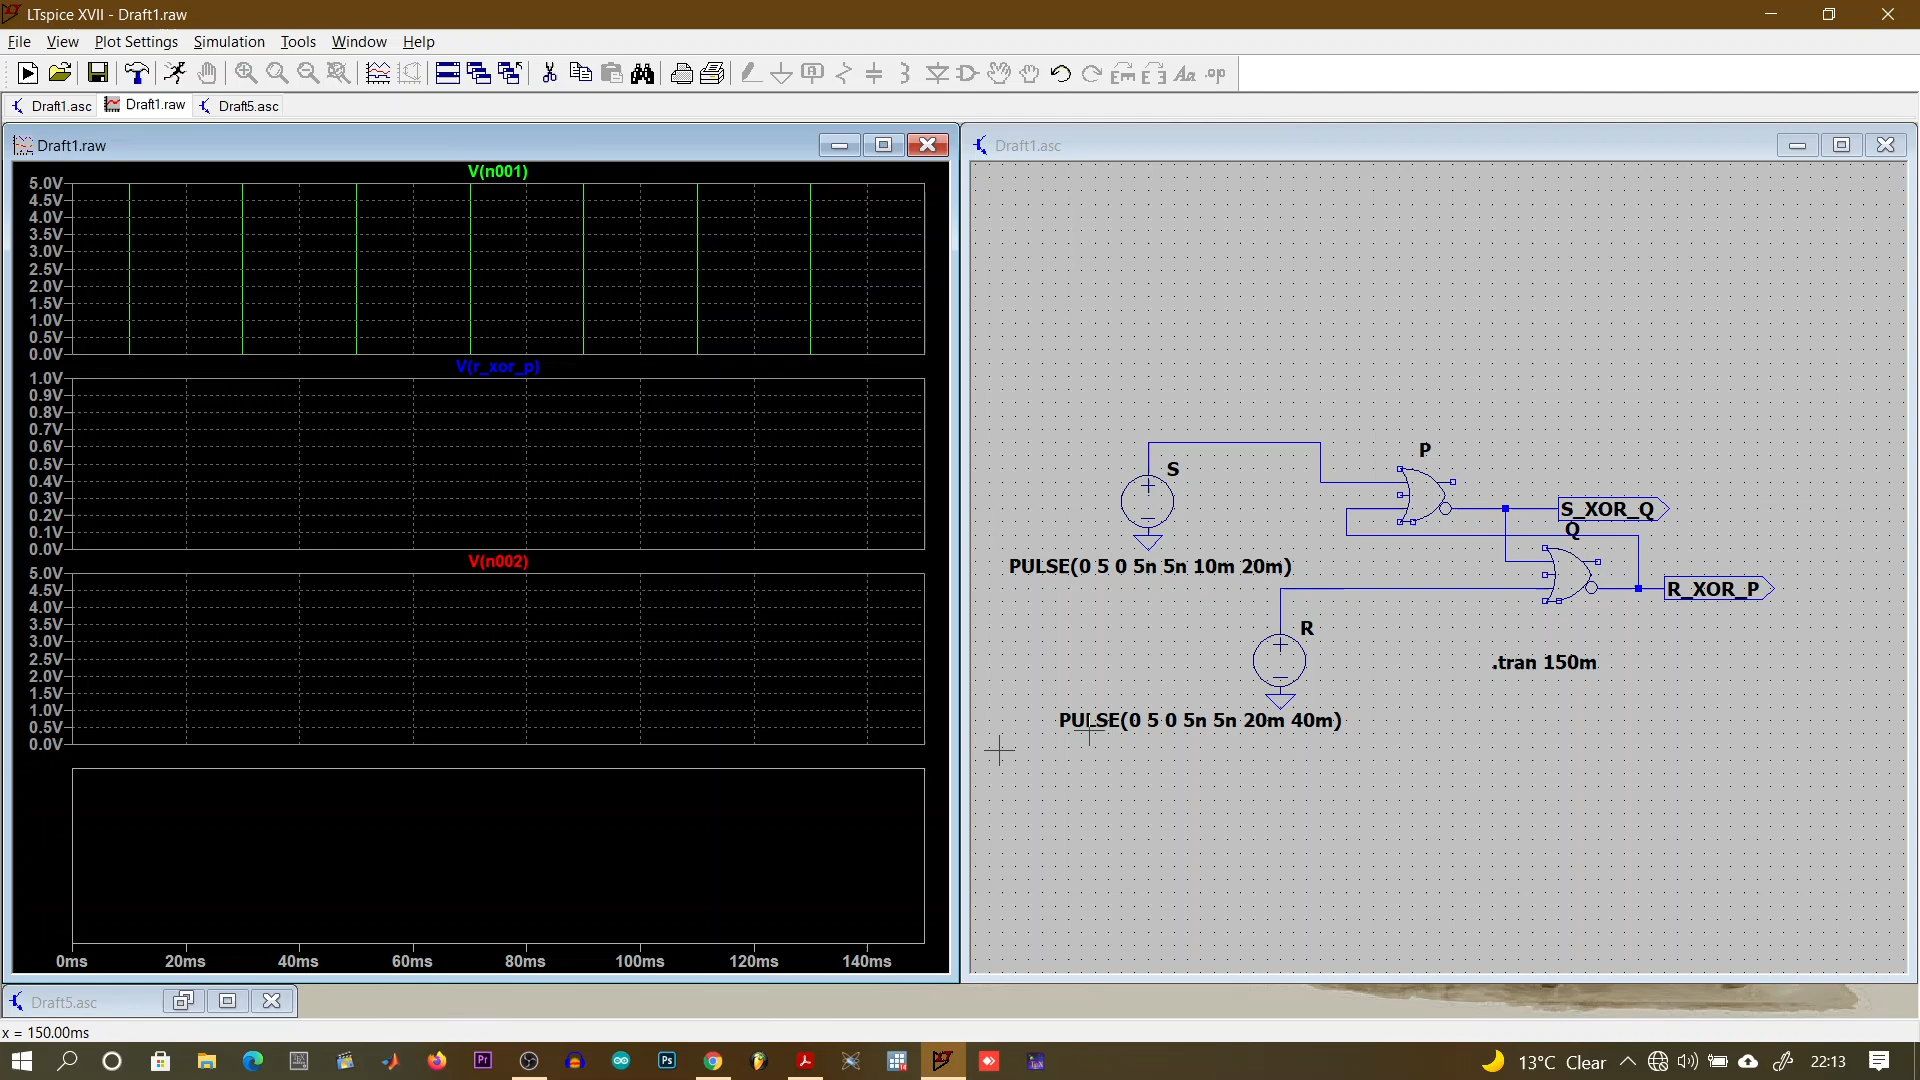 LTspice XVII - Draft1.raw
File View Plot Settings Simulation Tools Window Help
.op
Draft1.asc Draft1.raw Draft5.asc
Draft1.raw
V(n001)
5.0V
4.5V
4.0V
3.5V
3.0V
2.5V
2.0V
1.5V
1.0V
0.5V
0.0V
V(r_xor_p)
1.0V
0.9V
0.8V
0.7V
0.6V
0.5V
0.4V
0.3V
0.2V
0.1V
0.0V
V(n002)
5.0V
4.5V
4.0V
3.5V
3.0V
2.5V
2.0V
1.5V
1.0V
0.5V
0.0V
0ms 20ms 40ms 60ms 80ms 100ms 120ms 140ms
Draft1.asc
P
S
S_XOR_Q
Q
PULSE(0 5 0 5n 5n 10m 20m)
R_XOR_P
R
.tran 150m
PULSE(0 5 0 5n 5n 20m 40m)
Draft5.asc
x = 150.00ms
Pr
Ps
13°C Clear
22:13